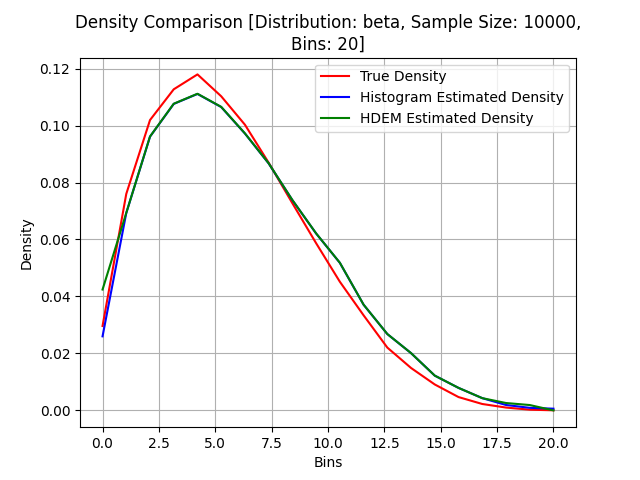 Density Comparison [Distribution: beta, Sample Size: 10000,
Bins: 20]
True Density
Histogram Estimated Density
HDEM Estimated Density
Density
0.12
0.10
0.08
0.06
0.04
0.02
0.00
0.0 2.5 5.0 7.5 10.0 12.5 15.0 17.5 20.0
Bins